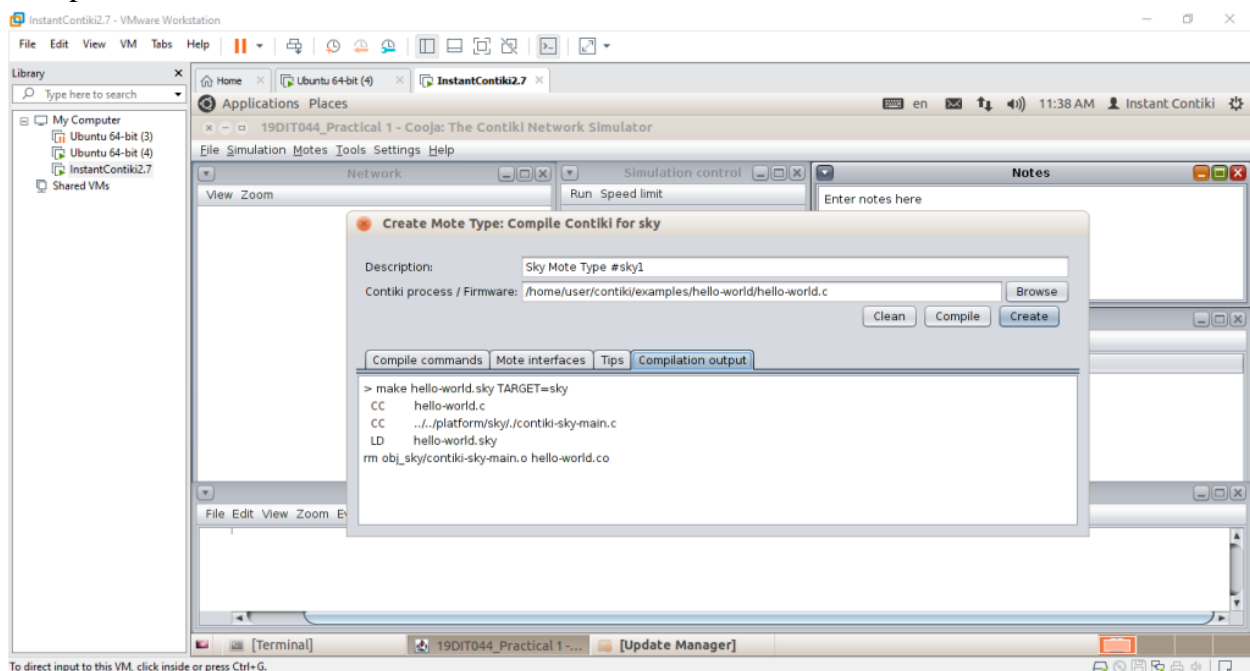 InstantContiki2.7 - VMware Workstation
File Edit View VM Tabs Help
Library
Type here to search
My Computer
Ubuntu 64-bit (3)
Ubuntu 64-bit (4)
InstantContiki2.7
Shared VMs
Home Ubuntu 64-bit (4) InstantContiki2.7
Applications Places en 11:38 AM Instant Contiki
19DIT044_Practical 1 - Cooja: The Contiki Network Simulator
File Simulation Motes Tools Settings Help
Network Simulation control Notes
View Zoom Run Speed limit Enter notes here
Create Mote Type: Compile Contiki for sky
Description: Sky Mote Type #sky1
Contiki process / Firmware: /home/user/contiki/examples/hello-world/hello-world.c Browse
Clean Compile Create
Compile commands Mote interfaces Tips Compilation output
> make hello-world.sky TARGET=sky
CC hello-world.c
CC ../../platform/sky/./contiki-sky-main.c
LD hello-world.sky
rm obj_sky/contiki-sky-main.o hello-world.co
File Edit View Zoom
[Terminal] 19DIT044_Practical 1 -... [Update Manager]
To direct input to this VM, click inside or press Ctrl+G.